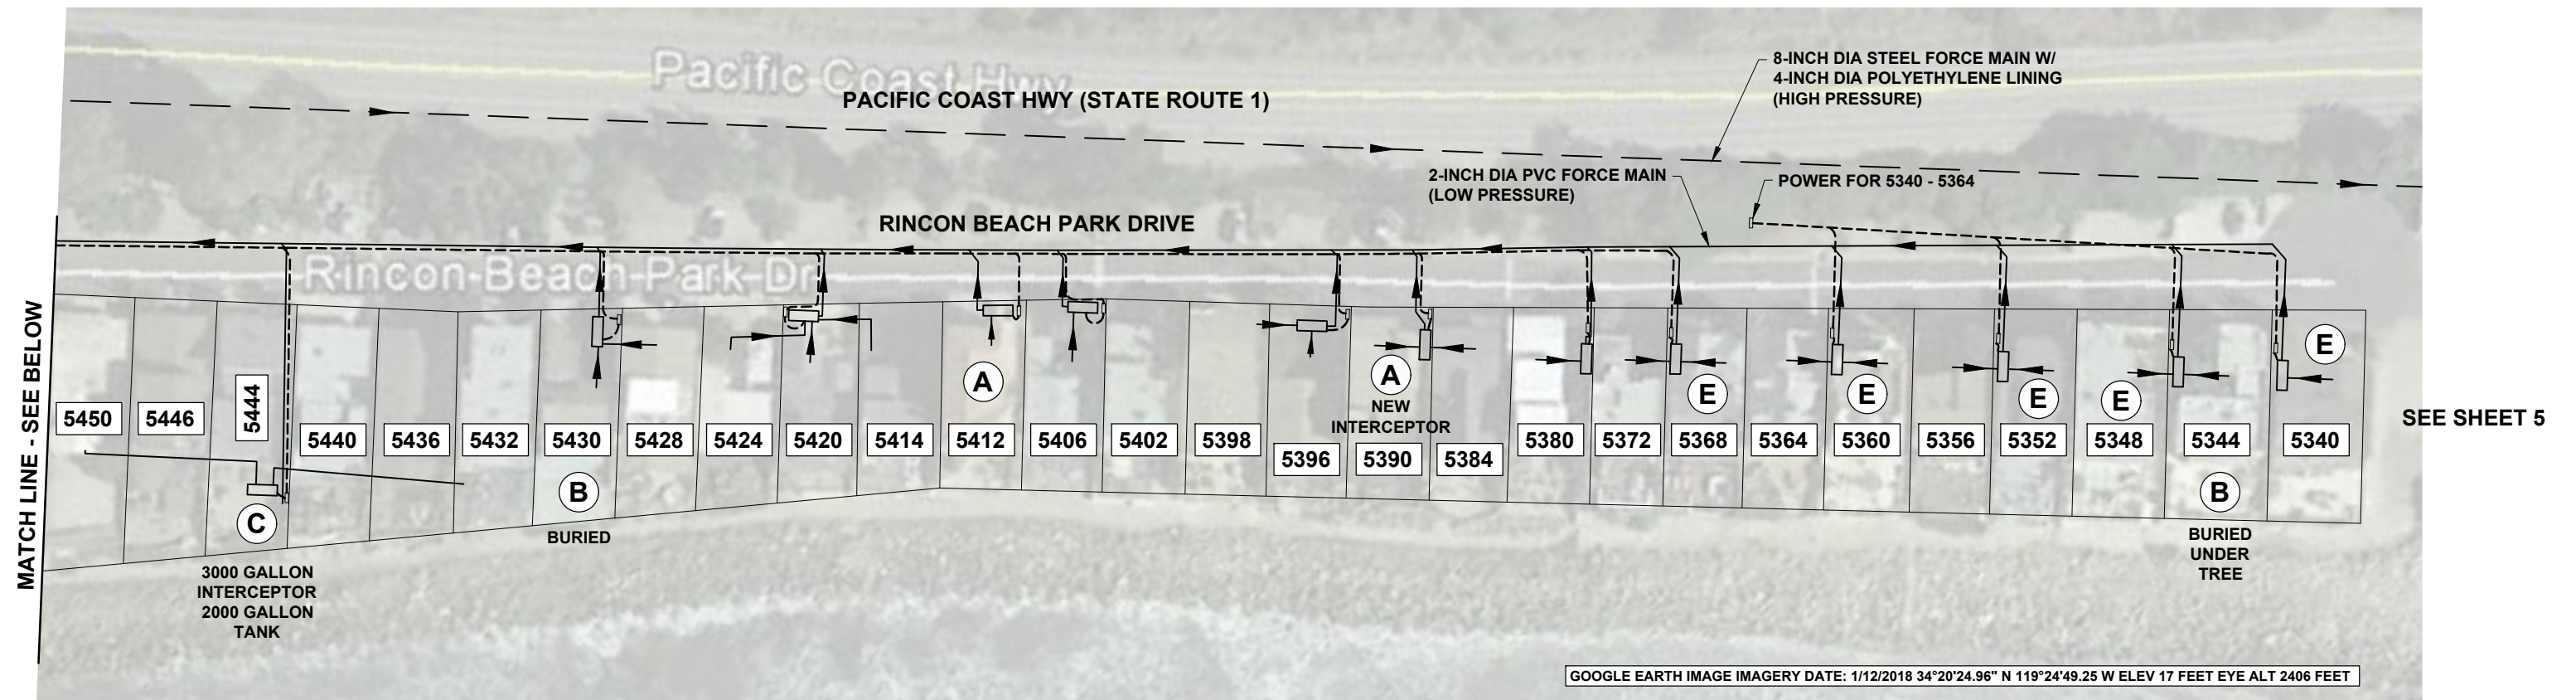 Pacific Coast Hwy
PACIFIC COAST HWY (STATE ROUTE 1)
8-INCH DIA STEEL FORCE MAIN W/
4-INCH DIA POLYETHYLENE LINING
(HIGH PRESSURE)
2-INCH DIA PVC FORCE MAIN
(LOW PRESSURE)
POWER FOR 5340 - 5364
RINCON BEACH PARK DRIVE
Rincon-Beach-Park-Dr
MATCH LINE - SEE BELOW
SEE SHEET 5
5450
5446
5444
C
3000 GALLON
INTERCEPTOR
2000 GALLON
TANK
5440
5436
5432
5430
B
BURIED
5428
5424
5420
5414
A
5412
5406
5402
5398
5396
A
NEW
INTERCEPTOR
5390
5384
5380
5372
E
5368
5364
E
5360
5356
E
5352
E
5348
5344
B
BURIED
UNDER
TREE
E
5340
GOOGLE EARTH IMAGE IMAGERY DATE: 1/12/2018 34°20'24.96" N 119°24'49.25 W ELEV 17 FEET EYE ALT 2406 FEET